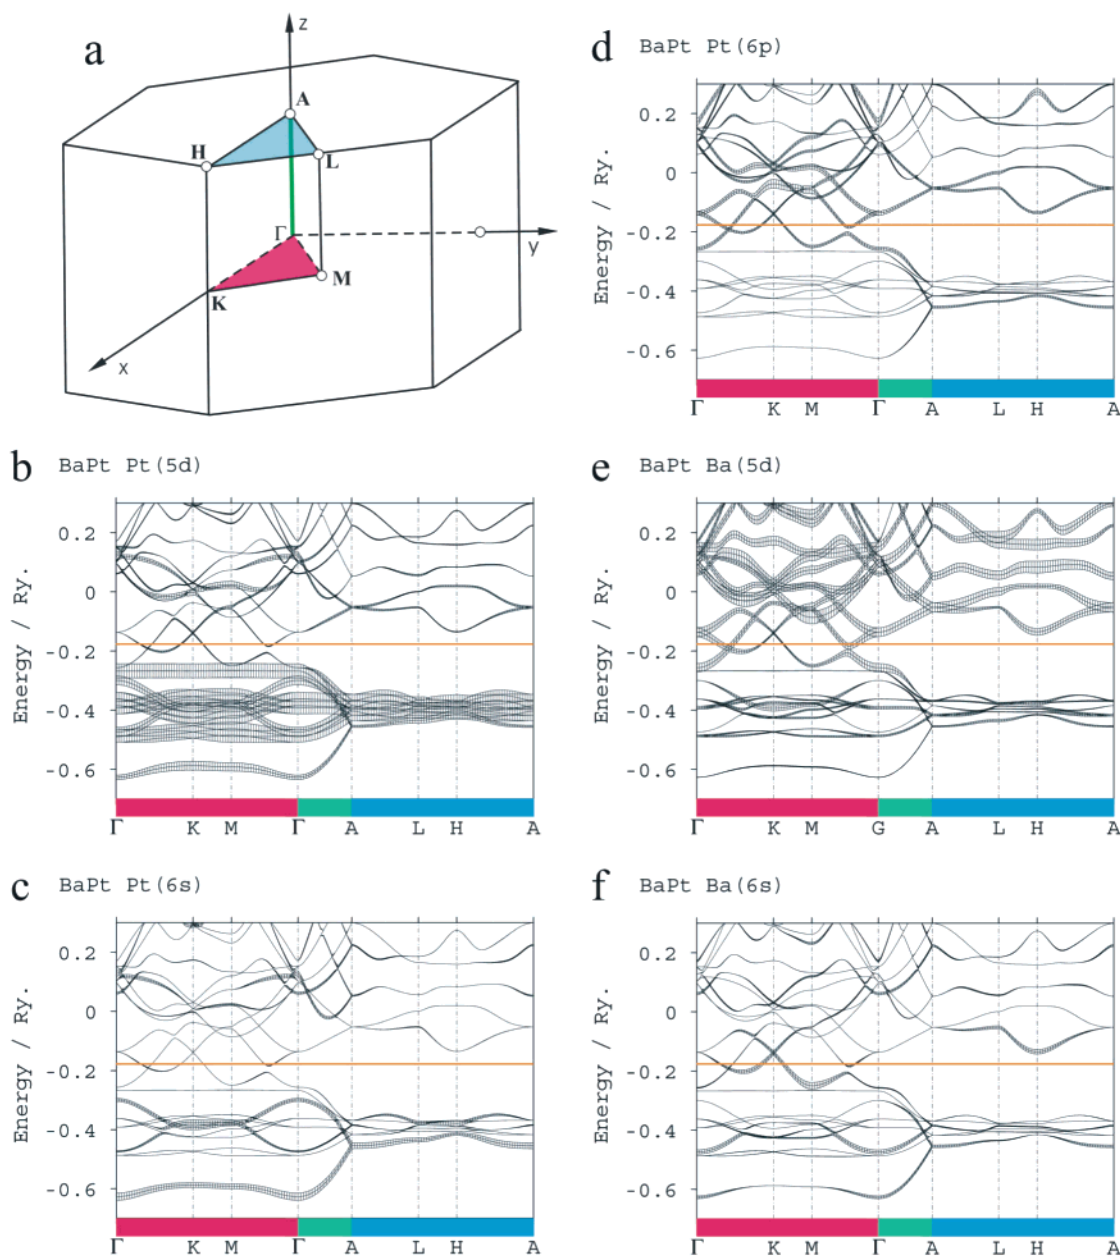 a
z
A
H
L
Γ
y
K
M
x
d BaPt Pt(6p)
Energy / Ry.
0.2
0
-0.2
-0.4
-0.6
Γ K M Γ A L H A
b BaPt Pt(5d)
Energy / Ry.
0.2
0
-0.2
-0.4
-0.6
Γ K M Γ A L H A
e BaPt Ba(5d)
Energy / Ry.
0.2
0
-0.2
-0.4
-0.6
Γ K M G A L H A
c BaPt Pt(6s)
Energy / Ry.
0.2
0
-0.2
-0.4
-0.6
Γ K M Γ A L H A
f BaPt Ba(6s)
Energy / Ry.
0.2
0
-0.2
-0.4
-0.6
Γ K M Γ A L H A